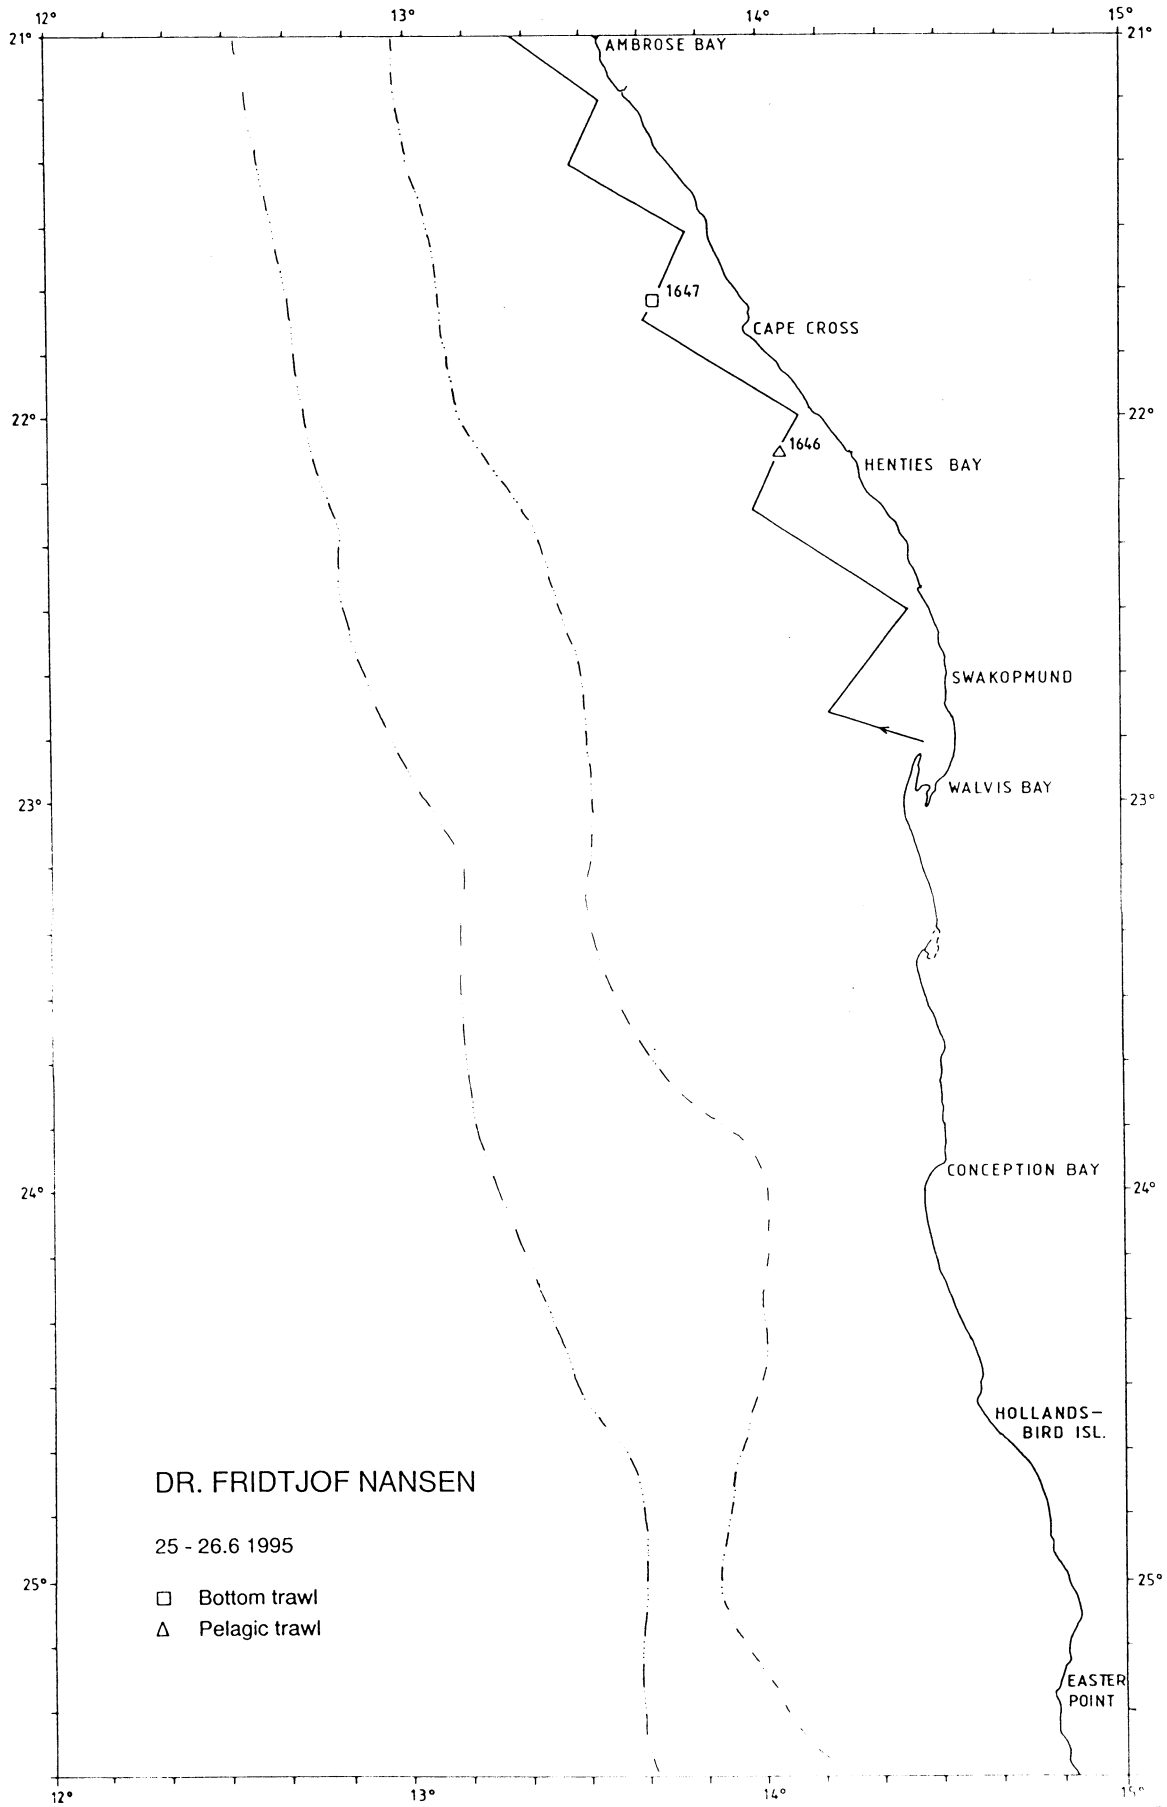 12° 13° 14° 15°
21° 21°
AMBROSE BAY
1647
CAPE CROSS
22° 22°
1646
HENTIES BAY
SWAKOPMUND
WALVIS BAY
23° 23°
CONCEPTION BAY
24° 24°
HOLLANDS-
BIRD ISL.
DR. FRIDTJOF NANSEN
25 - 26.6 1995
25° 25°
Bottom trawl
Pelagic trawl
EASTER
POINT
12° 13° 14° 15°